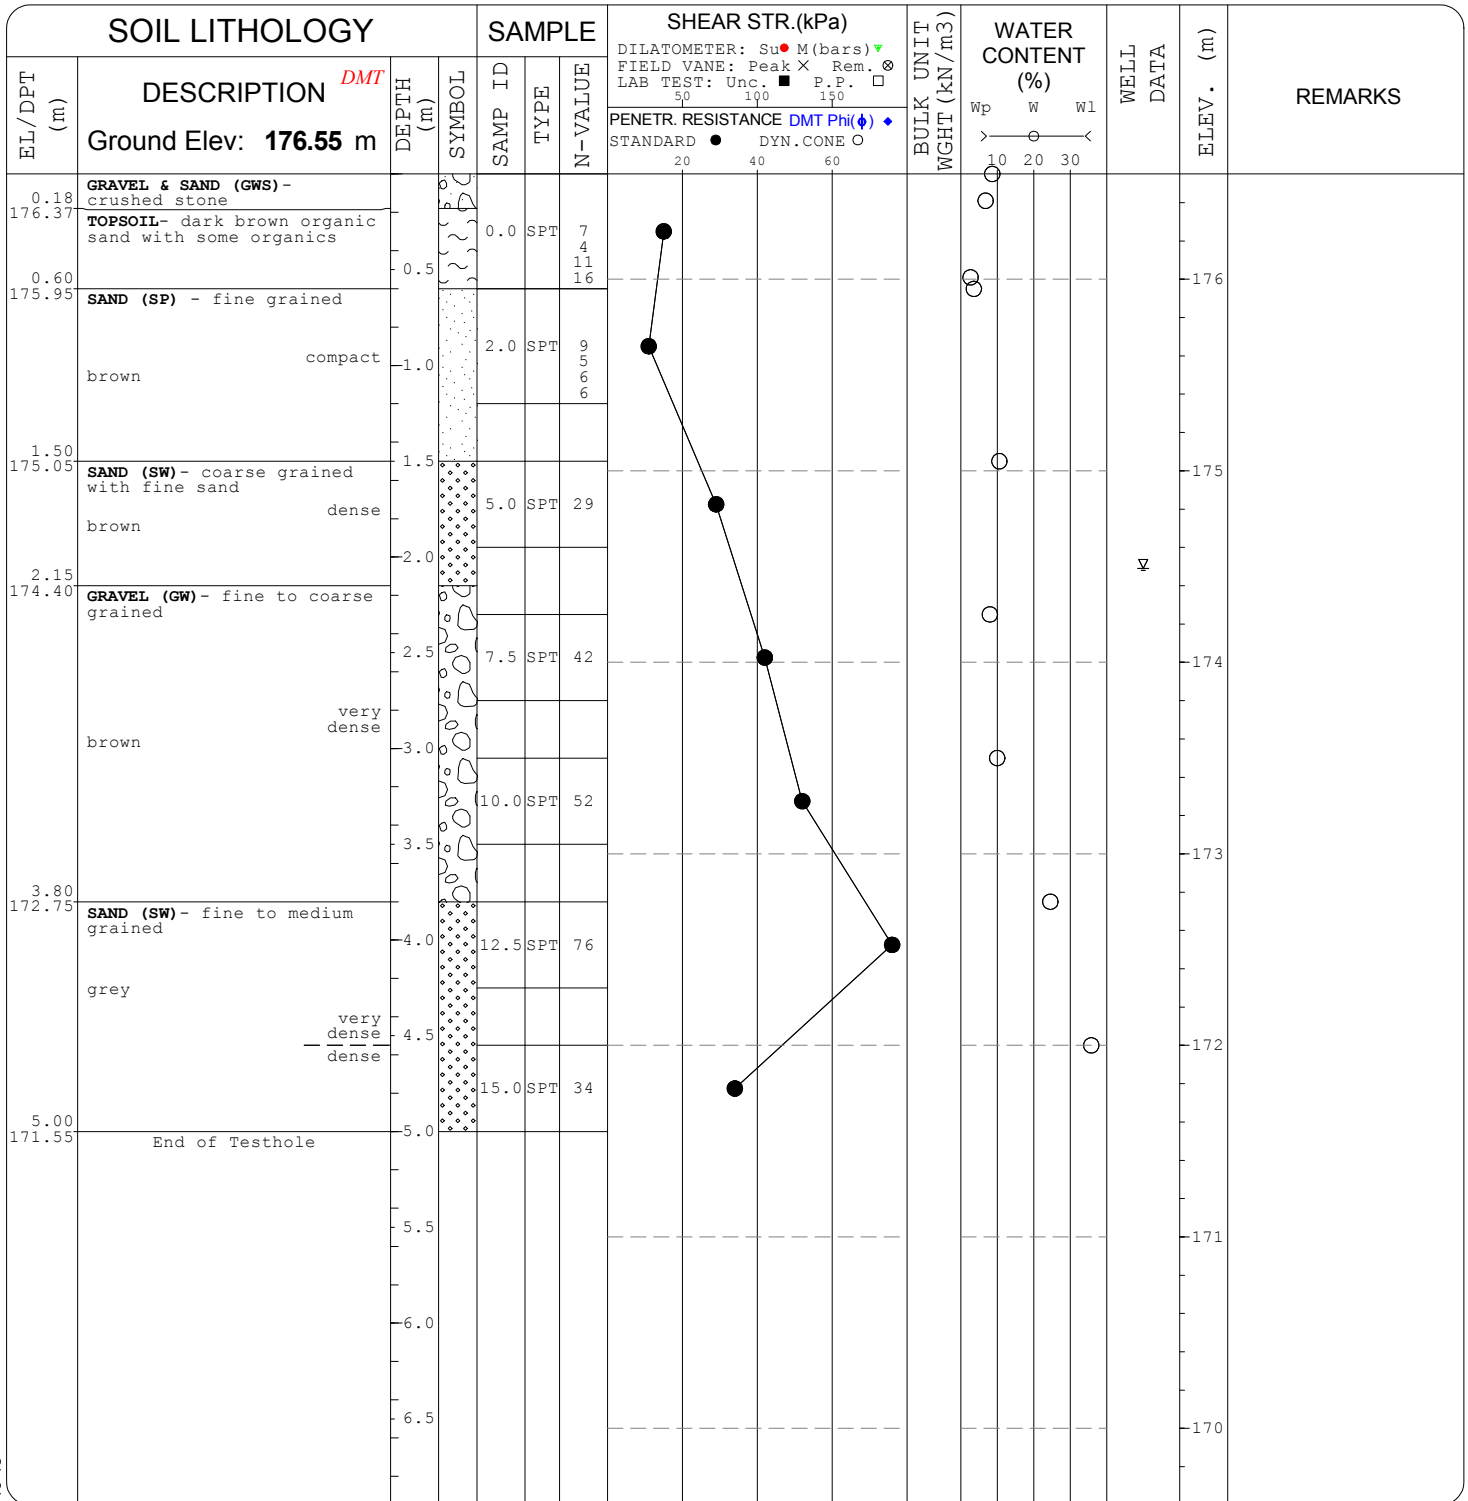 SOIL LITHOLOGY
SAMPLE
SHEAR STR.(kPa)
DILATOMETER: Su M(bars)
FIELD VANE: Peak Rem.
LAB TEST: Unc. P.P.
50 100 150
PENETR. RESISTANCE DMT Phi(ϕ)
STANDARD DYN.CONE
20 40 60
BULK UNIT
WGHT(kN/m3)
WATER
CONTENT
(%)
Wp W Wl
10 20 30
WELL
DATA
ELEV. (m)
REMARKS
EL/DPT
(m)
DESCRIPTION DMT
Ground Elev: 176.55 m
DEPTH
(m)
SYMBOL
SAMP ID
TYPE
N-VALUE
GRAVEL & SAND (GWS)-
crushed stone
0.18
176.37
TOPSOIL- dark brown organic
sand with some organics
0.0 SPT 7
4
11
16
0.5
0.60
175.95
176
SAND (SP) - fine grained
compact
brown
2.0 SPT 9
5
6
6
1.0
1.50
175.05
1.5
175
SAND (SW)- coarse grained
with fine sand
dense
brown
5.0 SPT 29
2.0
2.15
174.40
GRAVEL (GW)- fine to coarse
grained
2.5
7.5 SPT 42
174
very
dense
brown
3.0
10.0 SPT 52
3.5
173
3.80
172.75
SAND (SW)- fine to medium
grained
4.0
12.5 SPT 76
grey
very
dense
4.5
172
dense
15.0 SPT 34
5.00
171.55
5.0
End of Testhole
5.5
171
6.0
6.5
170